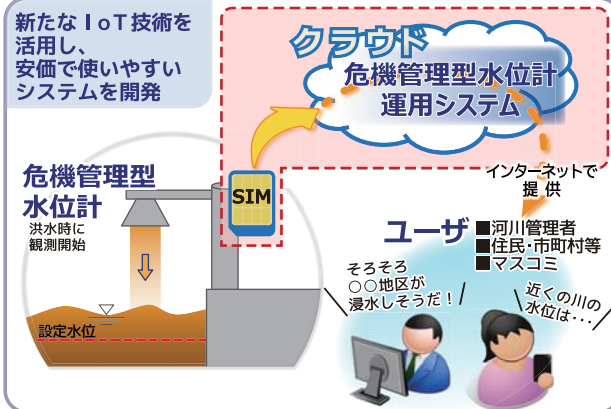 新たなIoT技術を
活用し、
安価で使いやすい
システムを開発
クラウド
危機管理型水位計
運用システム
危機管理型
水位計
洪水時に
観測開始
SIM
設定水位
インターネットで
提供
ユーザ
■河川管理者
■住民・市町村等
■マスコミ
そろそろ
○○地区が
浸水しそうだ！
近くの川の
水位は・・・